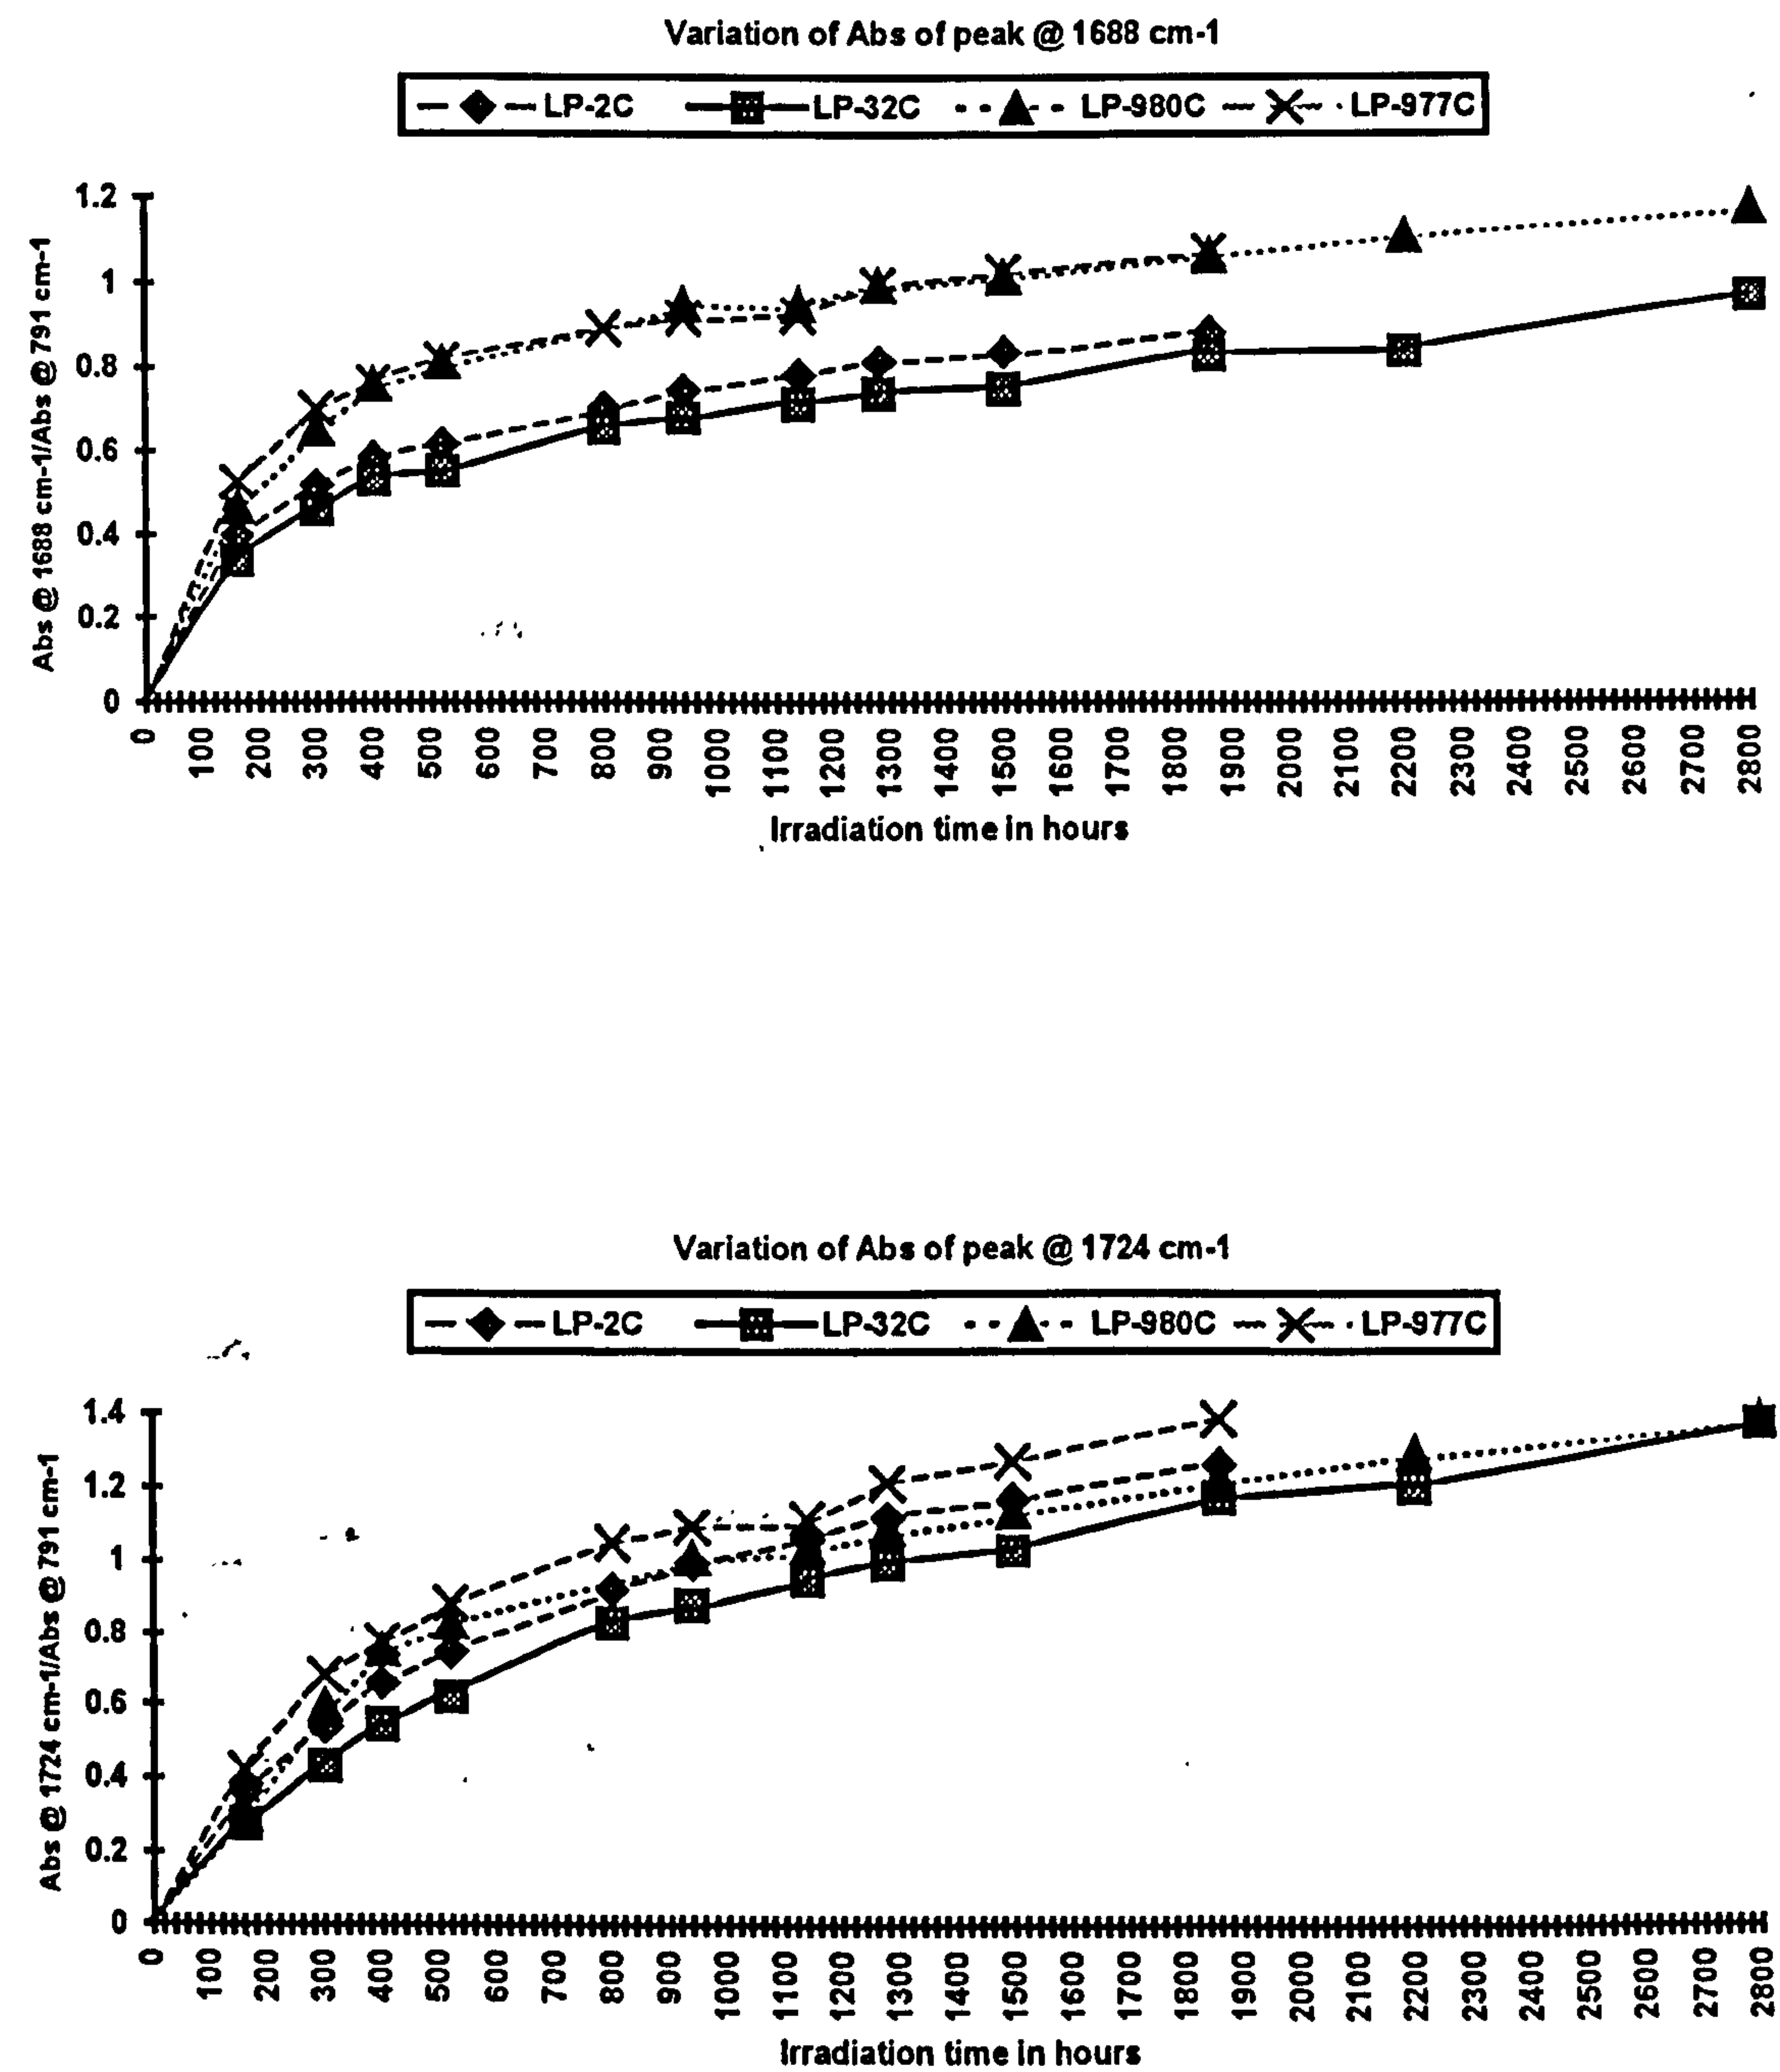 Variation of Abs of peak @ 1688 cm-1
LP-2C LP-32C LP-980C LP-977C
1.2
1
0.8
0.6
0.4
0.2
0
Abs @ 1688 cm-1/Abs @ 791 cm-1
0 100 200 300 400 500 600 700 800 900 1000 1100 1200 1300 1400 1500 1600 1700 1800 1900 2000 2100 2200 2300 2400 2500 2600 2700 2800
Irradiation time in hours
Variation of Abs of peak @ 1724 cm-1
LP-2C LP-32C LP-980C LP-977C
1.4
1.2
1
0.8
0.6
0.4
0.2
0
Abs @ 1724 cm-1/Abs @ 791 cm-1
0 100 200 300 400 500 600 700 800 900 1000 1100 1200 1300 1400 1500 1600 1700 1800 1900 2000 2100 2200 2300 2400 2500 2600 2700 2800
Irradiation time in hours